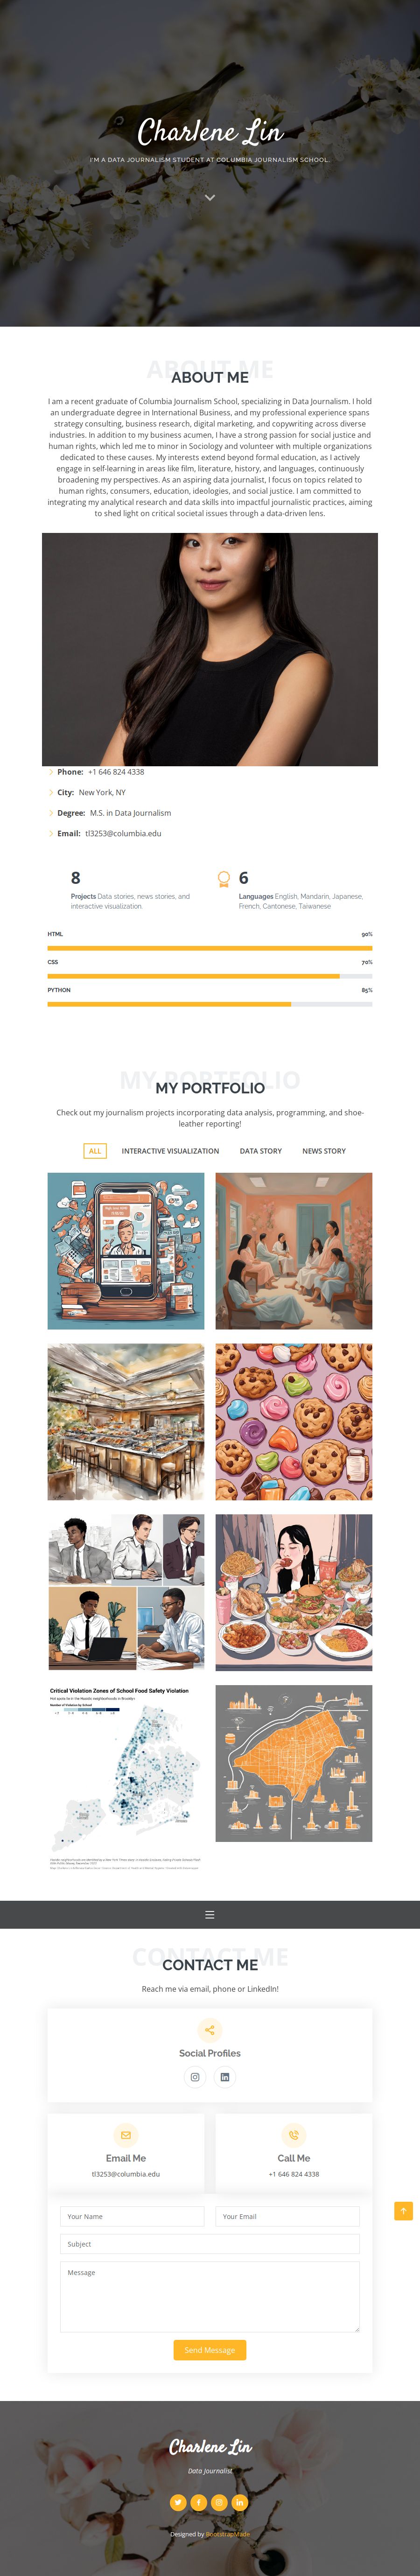 Charlene Lin
I'M A DATA JOURNALISM STUDENT AT COLUMBIA JOURNALISM SCHOOL.
ABOUT ME
ABOUT ME
I am a recent graduate of Columbia Journalism School, specializing in Data Journalism. I hold
an undergraduate degree in International Business, and my professional experience spans
strategy consulting, business research, digital marketing, and copywriting across diverse
industries. In addition to my business acumen, I have a strong passion for social justice and
human rights, which led me to minor in Sociology and volunteer with multiple organizations
dedicated to these causes. My interests extend beyond formal education, as I actively
engage in self-learning in areas like film, literature, history, and languages, continuously
broadening my perspectives. As an aspiring data journalist, I focus on topics related to
human rights, consumers, education, ideologies, and social justice. I am committed to
integrating my analytical research and data skills into impactful journalistic practices, aiming
to shed light on critical societal issues through a data-driven lens.
Phone: +1 646 824 4338
City: New York, NY
Degree: M.S. in Data Journalism
Email: tl3253@columbia.edu
8
Projects Data stories, news stories, and
interactive visualization.
6
Languages English, Mandarin, Japanese,
French, Cantonese, Taiwanese.
HTML 90%
CSS 70%
PYTHON 85%
MY PORTFOLIO
MY PORTFOLIO
Check out my journalism projects incorporating data analysis, programming, and shoe-
leather reporting!
ALL INTERACTIVE VISUALIZATION DATA STORY NEWS STORY
Critical Violation Zones of School Food Safety Violation
Number of Violation by School
CONTACT ME
CONTACT ME
Reach me via email, phone or LinkedIn!
Social Profiles
Email Me
tl3253@columbia.edu
Call Me
+1 646 824 4338
Your Name
Your Email
Subject
Message
Send Message
Charlene Lin
Data Journalist
Designed by BootstrapMade